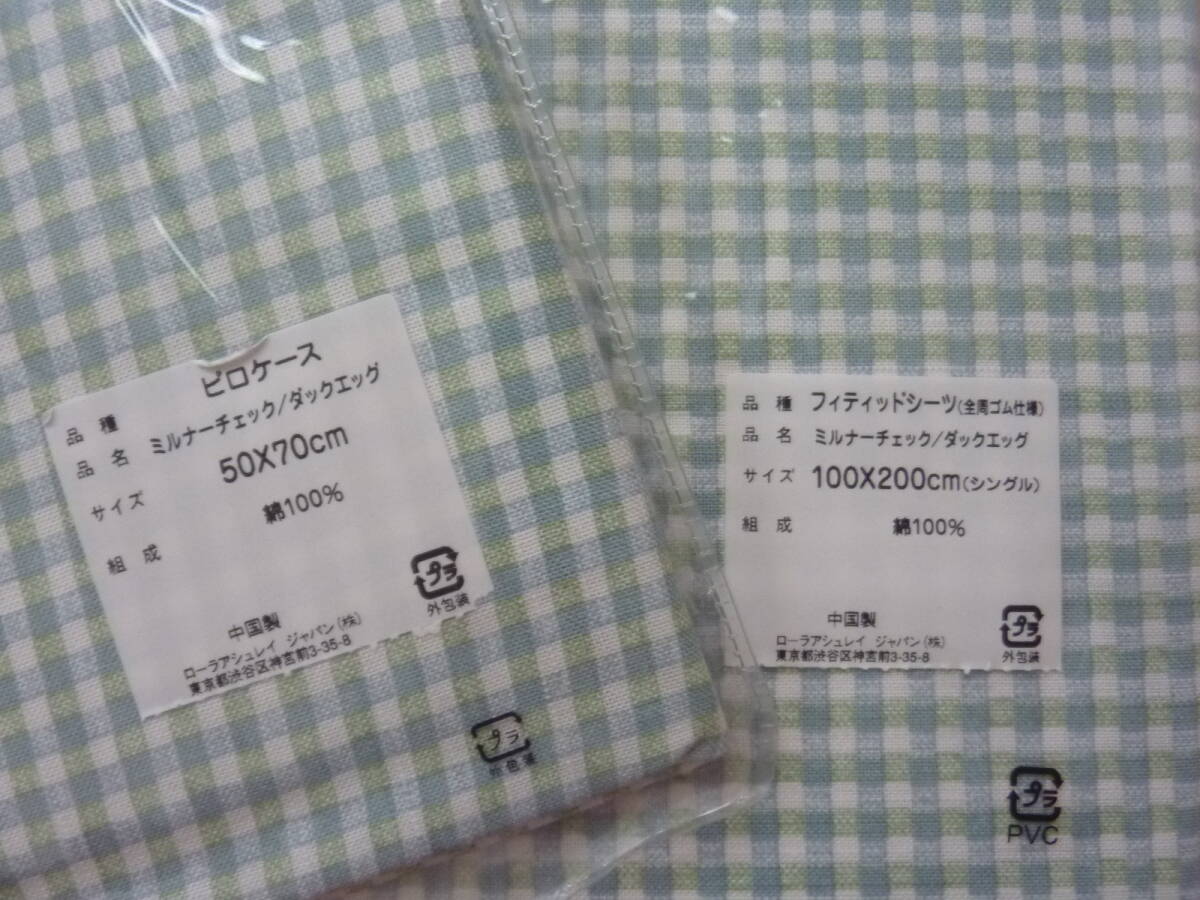 品種 ピロケース
品名 ミルナーチェック/ダックエッグ
サイズ 50X70cm
組成 綿100%
プラ
外包装
中国製
ローラアシュレイ ジャパン(株)
東京都渋谷区神宮前3-35-8
プラ
外包装
品種 フィティッドシーツ(全周ゴム仕様)
品名 ミルナーチェック/ダックエッグ
サイズ 100X200cm(シングル)
組成 綿100%
中国製
ローラアシュレイ ジャパン(株)
東京都渋谷区神宮前3-35-8
プラ
外包装
プラ
PVC